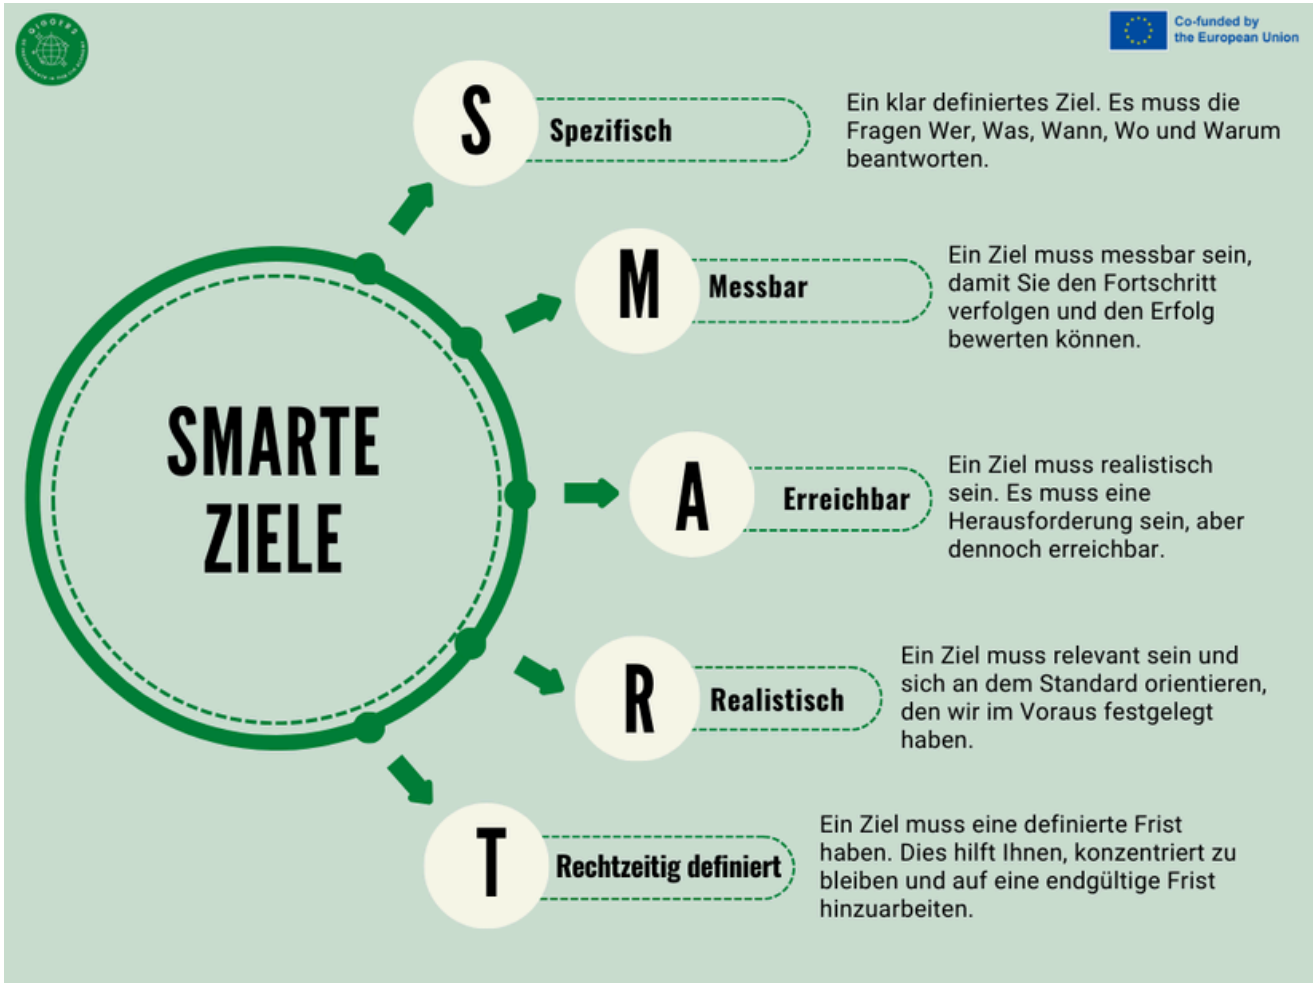 GIGGERS
Co-funded by
the European Union
S
Spezifisch
Ein klar definiertes Ziel. Es muss die
Fragen Wer, Was, Wann, Wo und Warum
beantworten.
M
Messbar
Ein Ziel muss messbar sein,
damit Sie den Fortschritt
verfolgen und den Erfolg
bewerten können.
SMARTE
ZIELE
A
Erreichbar
Ein Ziel muss realistisch
sein. Es muss eine
Herausforderung sein, aber
dennoch erreichbar.
R
Realistisch
Ein Ziel muss relevant sein und
sich an dem Standard orientieren,
den wir im Voraus festgelegt
haben.
T
Rechtzeitig definiert
Ein Ziel muss eine definierte Frist
haben. Dies hilft Ihnen, konzentriert zu
bleiben und auf eine endgültige Frist
hinzuarbeiten.